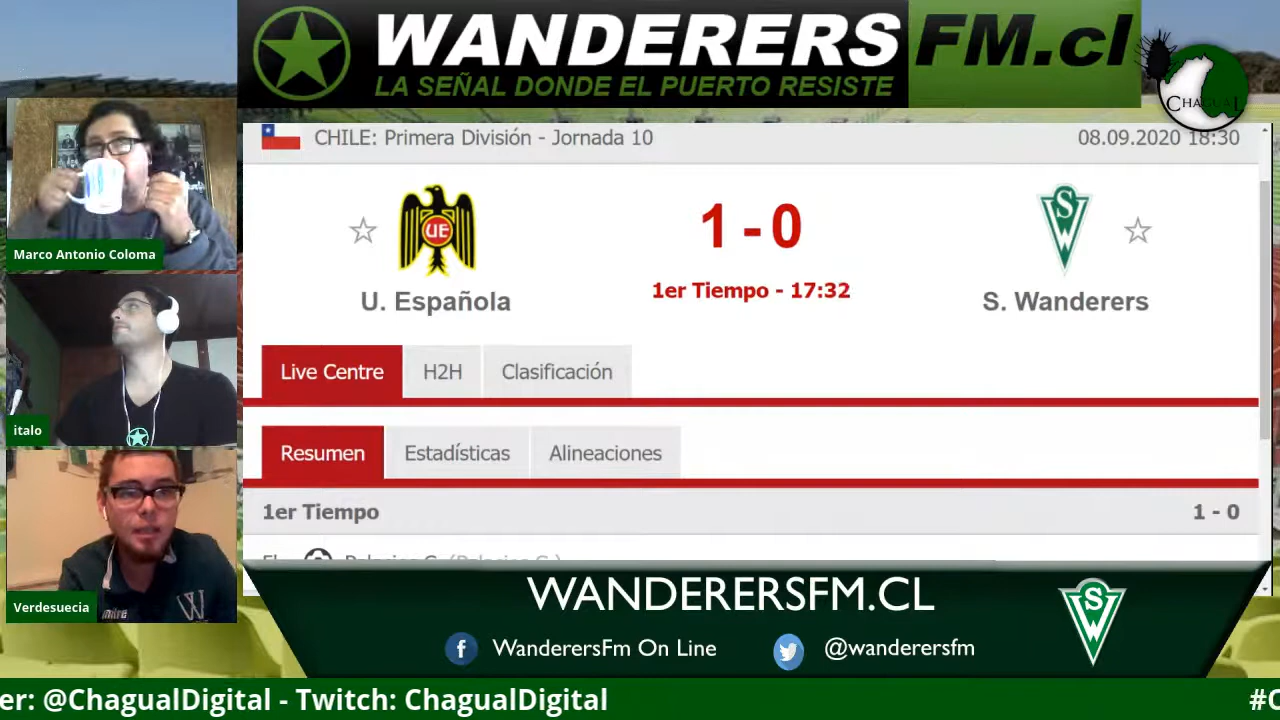 WANDERERS FM.cl
LA SEÑAL DONDE EL PUERTO RESISTE
CHAGUAL
CHILE: Primera División - Jornada 10
08.09.2020 18:30
UE
1 - 0
S W
1er Tiempo - 17:32
U. Española
S. Wanderers
Live Centre
H2H
Clasificación
Resumen
Estadísticas
Alineaciones
1er Tiempo
1 - 0
Marco Antonio Coloma
italo
Verdesuecia
mitre
W
WANDERERSFM.CL
f WanderersFm On Line
@wanderersfm
S W
er: @ChagualDigital - Twitch: ChagualDigital
#C